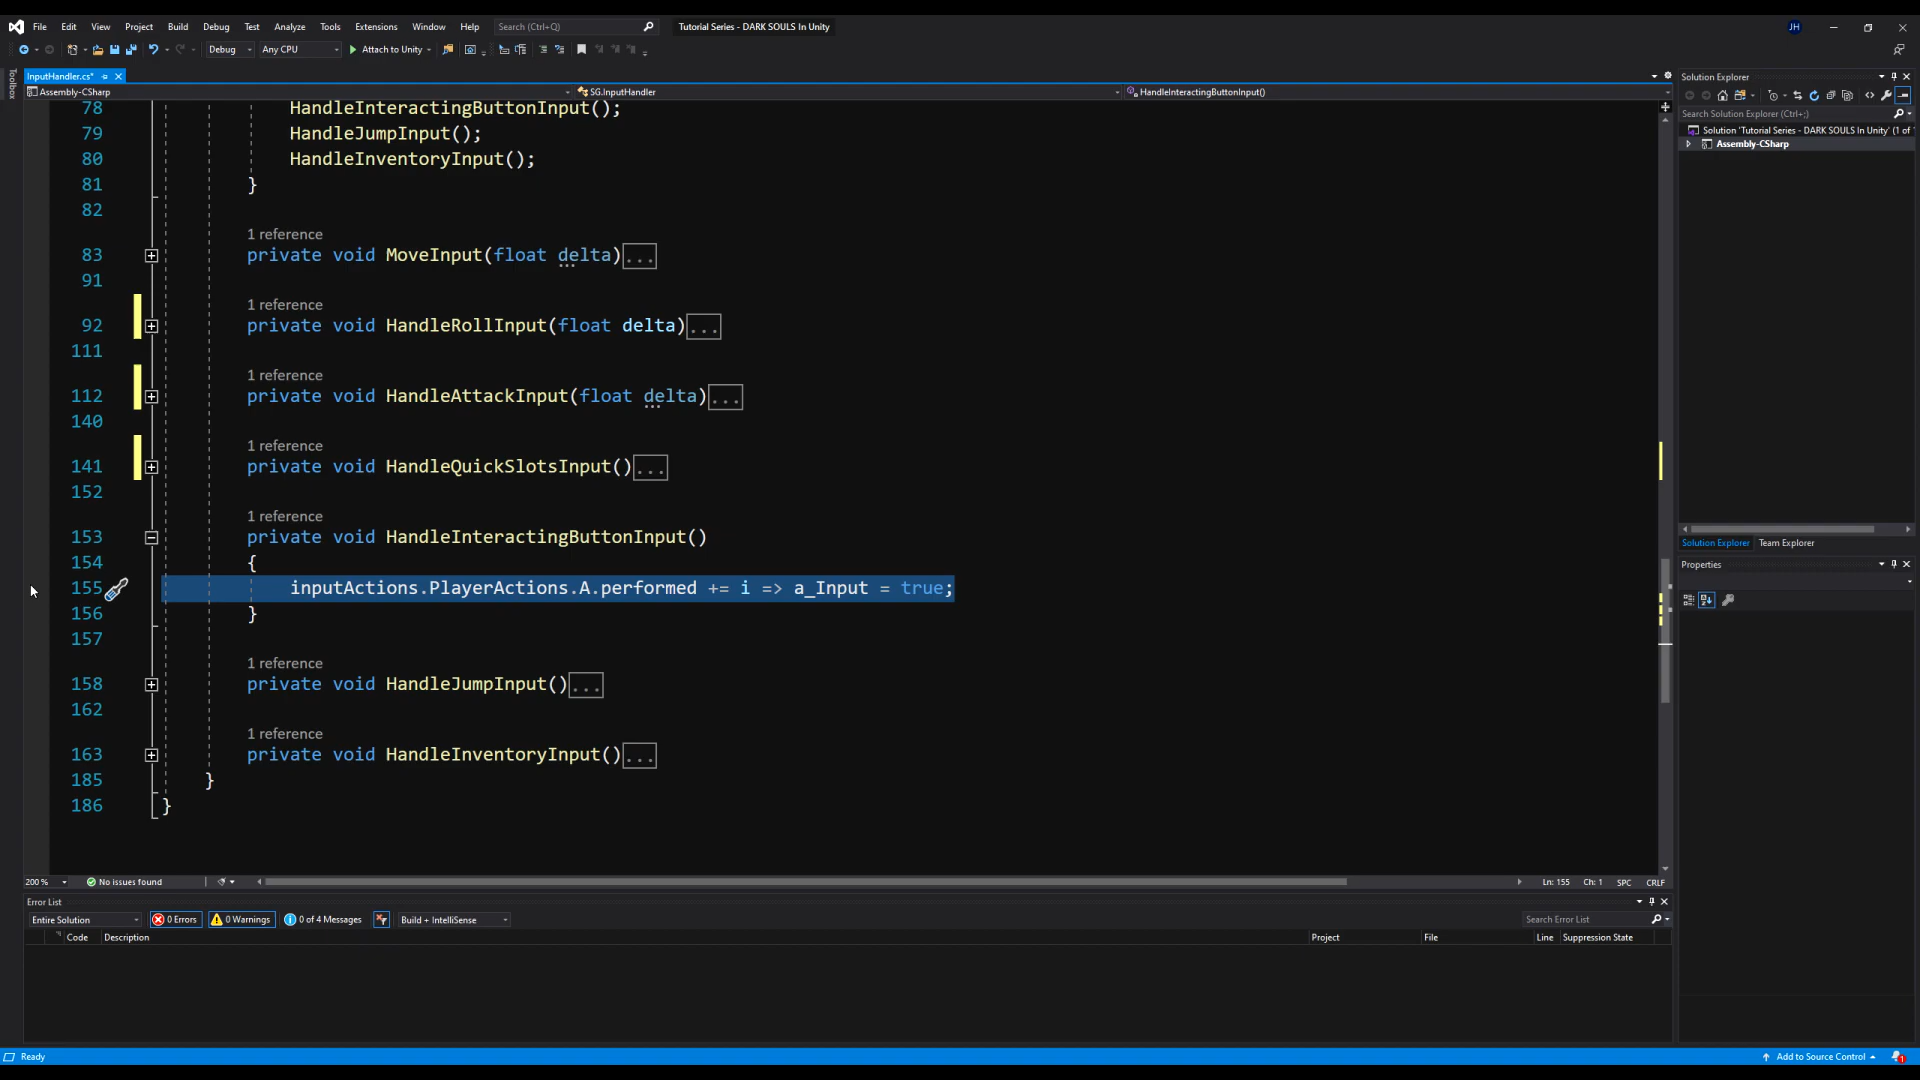 File Edit View Project Build Debug Test Analyze Tools Extensions Window Help Search (Ctrl+Q) Tutorial Series - DARK SOULS In Unity JH
Debug Any CPU Attach to Unity
Toolbox
InputHandler.cs*
Assembly-CSharp SG.InputHandler HandleInteractingButtonInput()
78 HandleInteractingButtonInput();
79 HandleJumpInput();
80 HandleInventoryInput();
81 }
82
1 reference
83 private void MoveInput(float delta)...
91
1 reference
92 private void HandleRollInput(float delta)...
111
1 reference
112 private void HandleAttackInput(float delta)...
140
1 reference
141 private void HandleQuickSlotsInput()...
152
1 reference
153 private void HandleInteractingButtonInput()
154 {
155 inputActions.PlayerActions.A.performed += i => a_Input = true;
156 }
157
1 reference
158 private void HandleJumpInput()...
162
1 reference
163 private void HandleInventoryInput()...
185 }
186 }
200 % No issues found Ln: 155 Ch: 1 SPC CRLF
Solution Explorer
Search Solution Explorer (Ctrl+;)
Solution 'Tutorial Series - DARK SOULS In Unity' (1 of
Assembly-CSharp
Solution Explorer Team Explorer
Properties
Error List
Entire Solution 0 Errors 0 Warnings 0 of 4 Messages Build + IntelliSense Search Error List
Code Description Project File Line Suppression State
Ready Add to Source Control 1